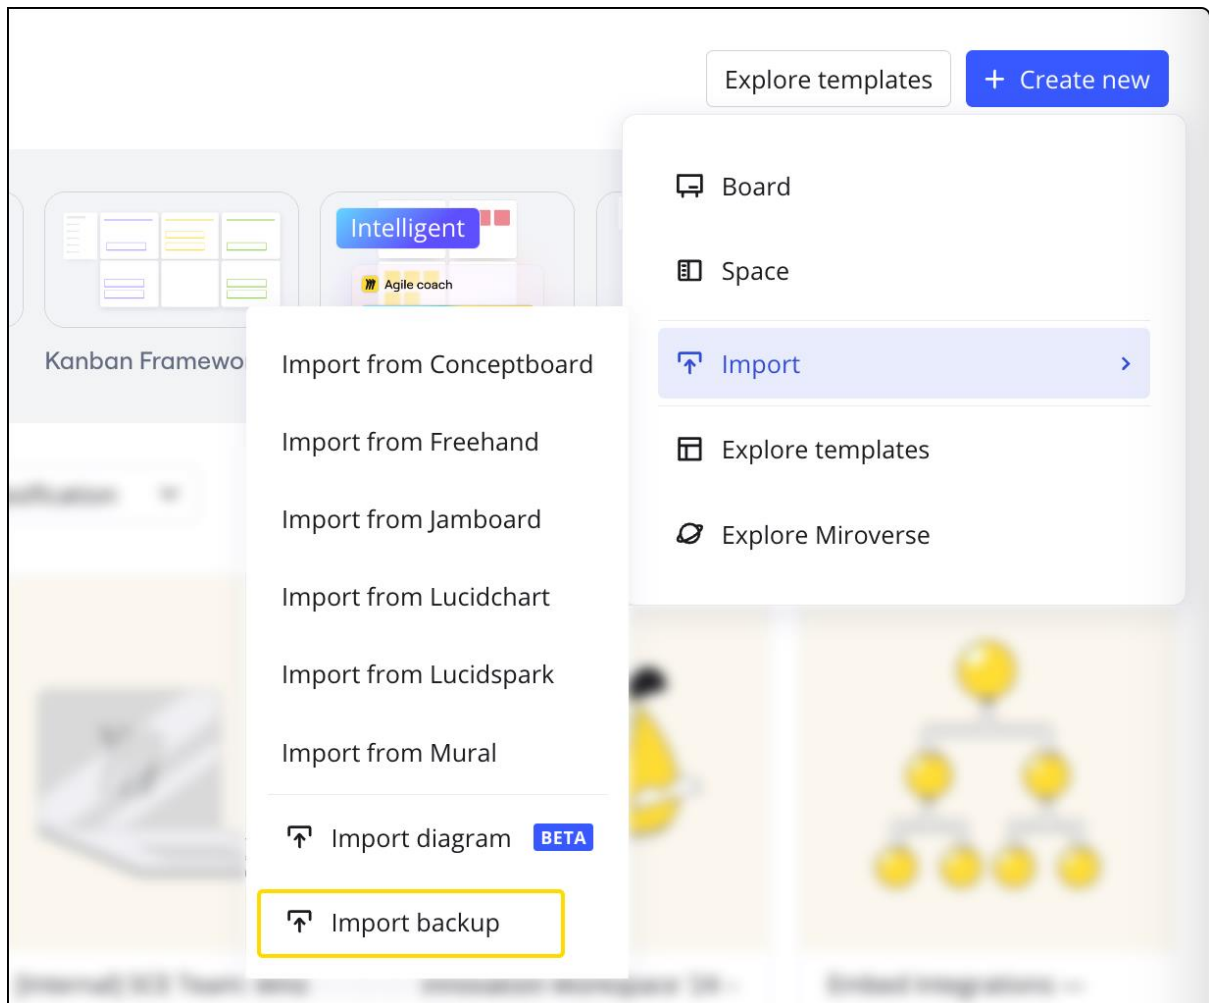 Explore templates
+ Create new
Board
Space
Import
Explore templates
Explore Miroverse
Intelligent
Agile coach
Kanban Framewo
Import from Conceptboard
Import from Freehand
Import from Jamboard
Import from Lucidchart
Import from Lucidspark
Import from Mural
Import diagram BETA
Import backup